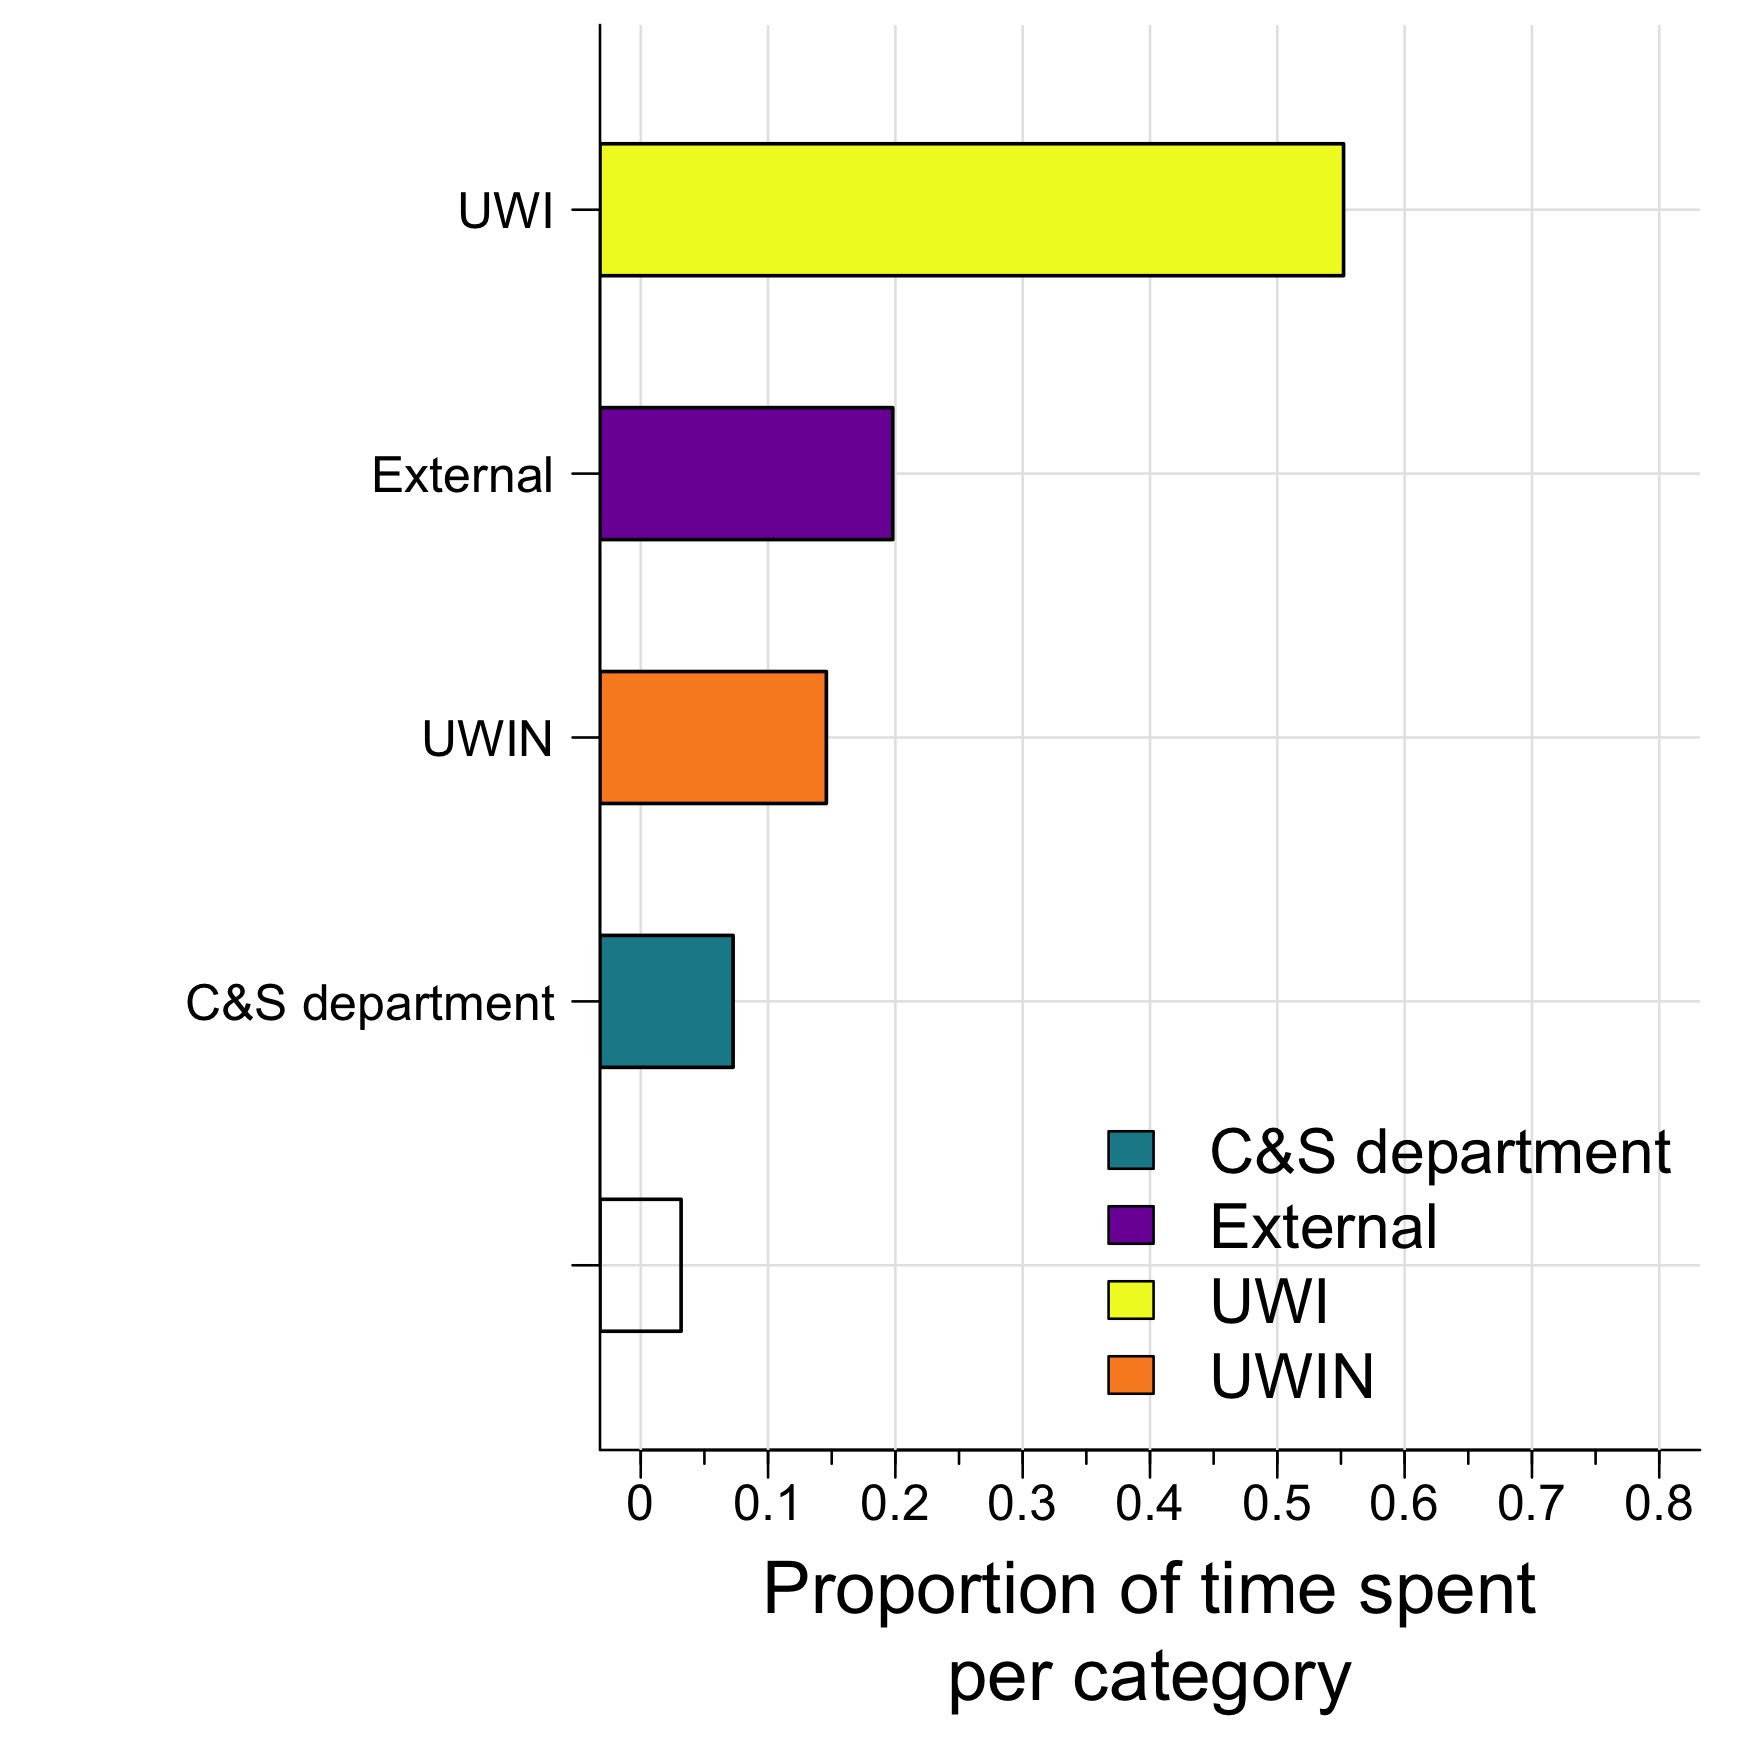 UWI
External
UWIN
C&S department
C&S department
External
UWI
UWIN
0 0.1 0.2 0.3 0.4 0.5 0.6 0.7 0.8
Proportion of time spent
per category